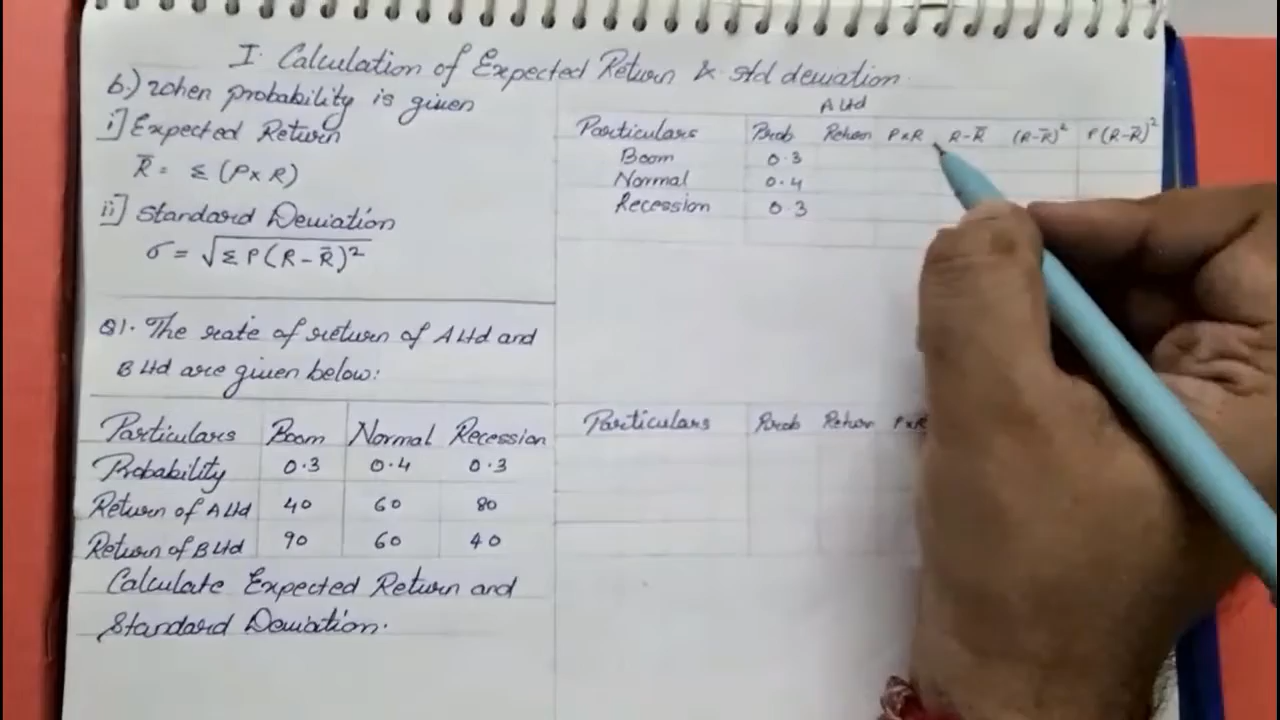 I. Calculation of Expected Return & std deviation.
b.) when probability is given
i] Expected Return
R̄ = Σ (P×R)
ii] Standard Deviation
σ = √Σ P(R-R̄)²
Q1. The rate of return of A Ltd and
B Ltd are given below:
Particulars Boom Normal Recession
Probability 0.3 0.4 0.3
Return of A Ltd 40 60 80
Return of B Ltd 90 60 40
Calculate Expected Return and
Standard Deviation.
A Ltd
Particulars Prob Return P×R R-R̄ (R-R̄)² P(R-R̄)²
Boom 0.3
Normal 0.4
Recession 0.3
Particulars Prob Return P×R